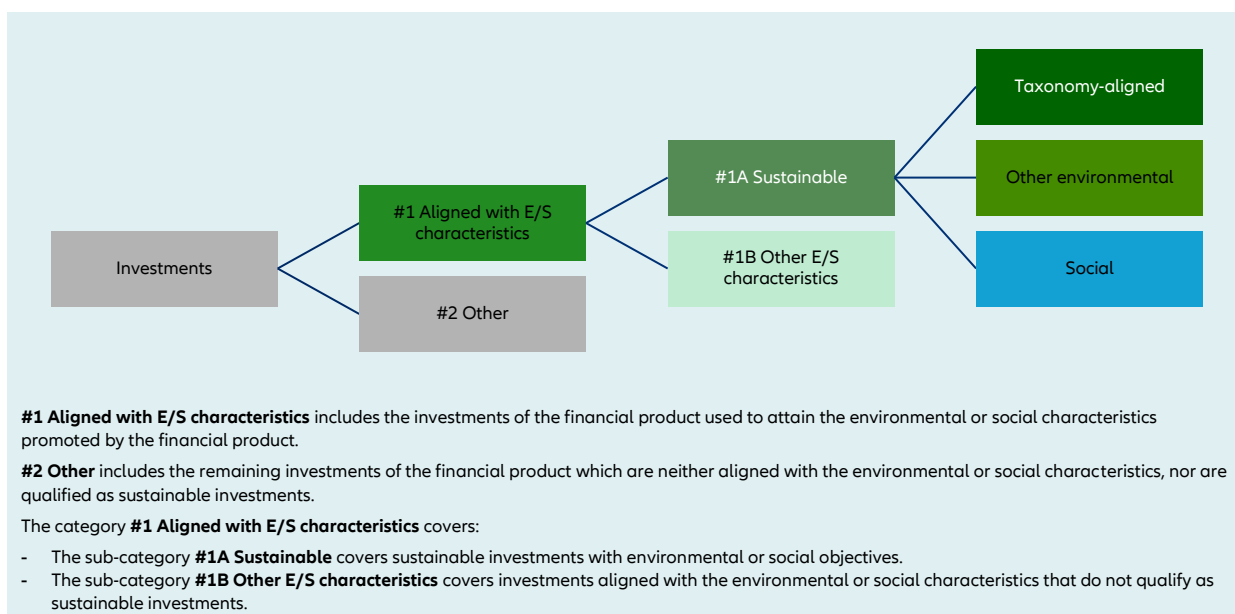 Taxonomy-aligned
#1A Sustainable
Other environmental
#1 Aligned with E/S
characteristics
Investments
#1B Other E/S
characteristics
Social
#2 Other
#1 Aligned with E/S characteristics includes the investments of the financial product used to attain the environmental or social characteristics
promoted by the financial product.
#2 Other includes the remaining investments of the financial product which are neither aligned with the environmental or social characteristics, nor are
qualified as sustainable investments.
The category #1 Aligned with E/S characteristics covers:
- The sub-category #1A Sustainable covers sustainable investments with environmental or social objectives.
- The sub-category #1B Other E/S characteristics covers investments aligned with the environmental or social characteristics that do not qualify as
sustainable investments.